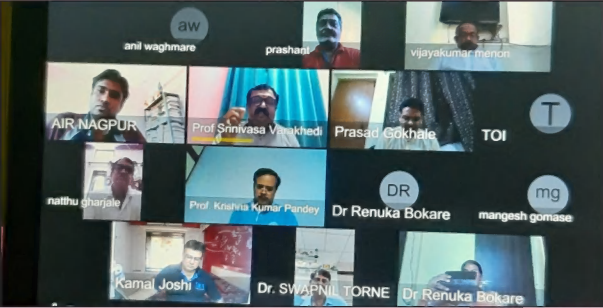 aw
anil waghmare
prashant
vijayakumar menon
AIR NAGPUR
Prof Srinivasa Varakhedi
Prasad Gokhale
T
TOI
natthu gharjale
Prof. Krishna Kumar Pandey
DR
Dr Renuka Bokare
mg
mangesh gomase
Kamal Joshi
Dr. SWAPNIL TORNE
Dr Renuka Bokare